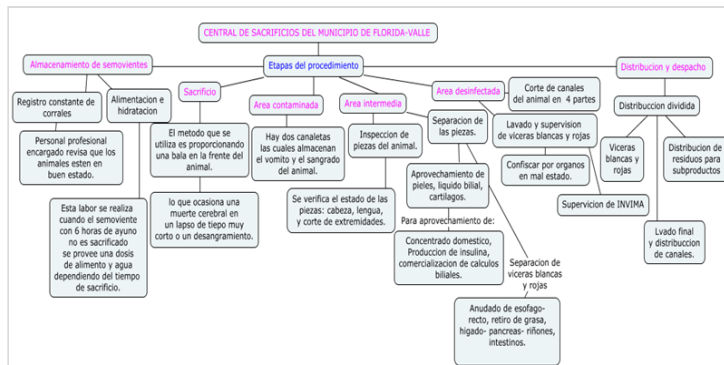 CENTRAL DE SACRIFICIOS DEL MUNICIPIO DE FLORIDA-VALLE
Almacenamiento de semovientes
Etapas del procedimiento
Distribucion y despacho
Registro constante de
corrales
Alimentacion e
hidratacion
Personal profesional
encargado revisa que los
animales esten en
buen estado.
Esta labor se realiza
cuando el semoviente
con 6 horas de ayuno
no es sacrificado
se provee una dosis
de alimento y agua
dependiendo del tiempo
de sacrificio.
Sacrificio
El metodo que se
utiliza es proporcionando
una bala en la frente del
animal.
lo que ocasiona una
muerte cerebral en
un lapso de tiepo muy
corto o un desangramiento.
Area contaminada
Hay dos canaletas
las cuales almacenan
el vomito y el sangrado
del animal.
Area intermedia
Inspeccion de
piezas del animal.
Se verifica el estado de las
piezas: cabeza, lengua,
y corte de extremidades.
Separacion de
las piezas.
Aprovechamiento de
pieles, liquido bilial,
cartilagos.
Para aprovechamiento de:
Concentrado domestico,
Produccion de insulina,
comercializacion de calculos
biliales.
Separacion de
viceras blancas
y rojas
Anudado de esofago-
recto, retiro de grasa,
higado- pancreas- riñones,
intestinos.
Area desinfectada
Corte de canales
del animal en 4 partes
Lavado y supervision
de viceras blancas y rojas
Confiscar por organos
en mal estado.
Supervicion de INVIMA
Distribuccion dividida
Viceras
blancas y
rojas
Distribucion de
residuos para
subproductos
Lvado final
y distribuccion
de canales.